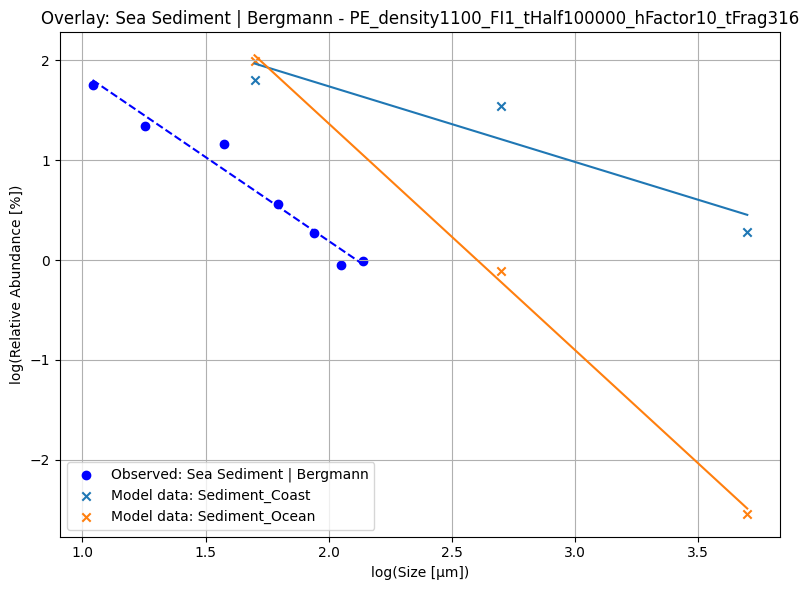 Overlay: Sea Sediment | Bergmann - PE_density1100_FI1_tHalf100000_hFactor10_tFrag316
log(Relative Abundance [%])
2
1
0
−1
−2
Observed: Sea Sediment | Bergmann
Model data: Sediment_Coast
Model data: Sediment_Ocean
1.0 1.5 2.0 2.5 3.0 3.5
log(Size [μm])